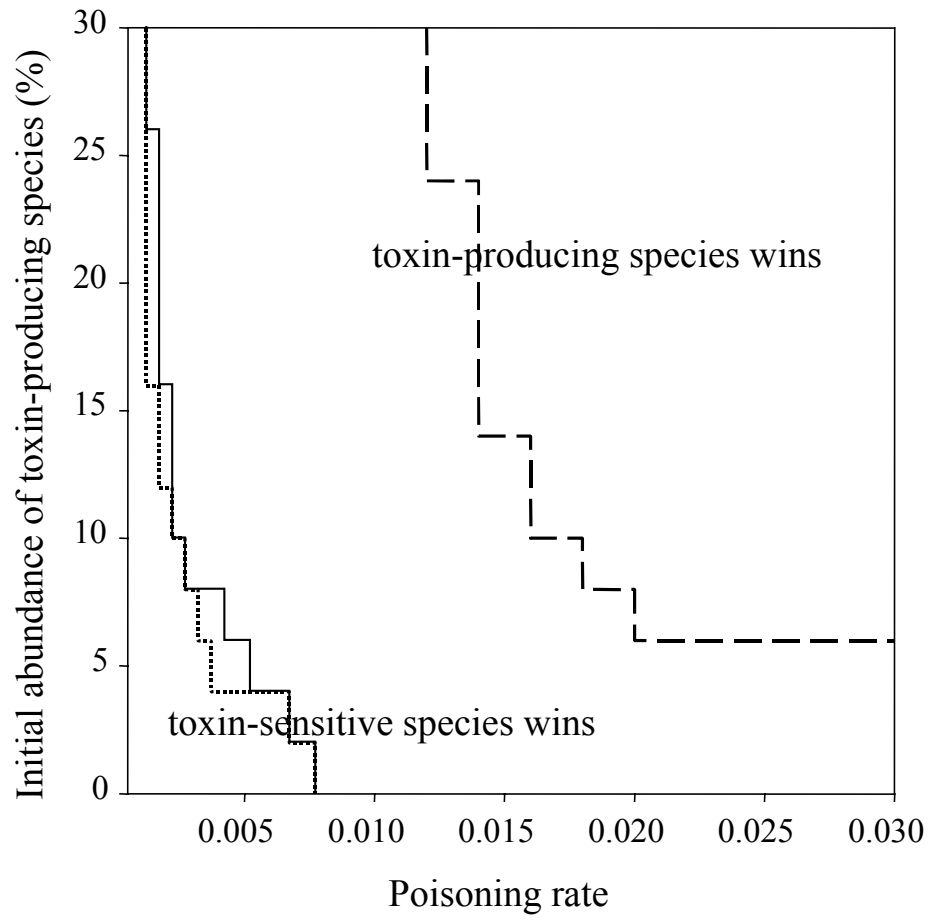 Initial abundance of toxin-producing species (%)
30
25
20
15
10
5
0
toxin-producing species wins
toxin-sensitive species wins
0.005 0.010 0.015 0.020 0.025 0.030
Poisoning rate